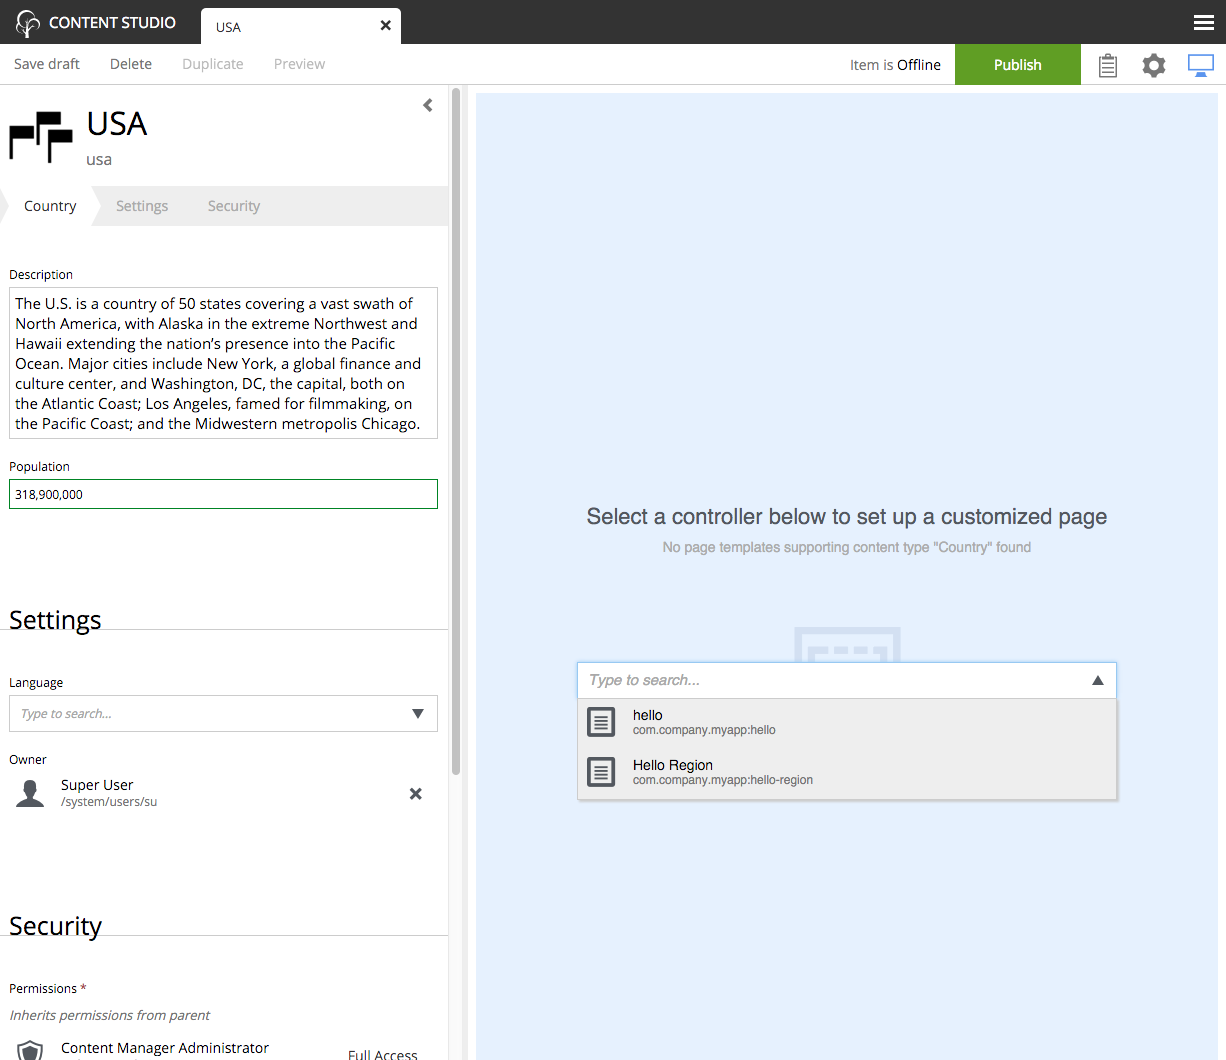 CONTENT STUDIO
USA
Save draft
Delete
Duplicate
Preview
Item is Offline
Publish
USA
usa
Country
Settings
Security
Description
The U.S. is a country of 50 states covering a vast swath of
North America, with Alaska in the extreme Northwest and
Hawaii extending the nation’s presence into the Pacific
Ocean. Major cities include New York, a global finance and
culture center, and Washington, DC, the capital, both on
the Atlantic Coast; Los Angeles, famed for filmmaking, on
the Pacific Coast; and the Midwestern metropolis Chicago.
Population
318,900,000
Settings
Language
Type to search...
Owner
Super User
/system/users/su
Security
Permissions *
Inherits permissions from parent
Content Manager Administrator
Full Access
Select a controller below to set up a customized page
No page templates supporting content type "Country" found
Type to search...
hello
com.company.myapp:hello
Hello Region
com.company.myapp:hello-region